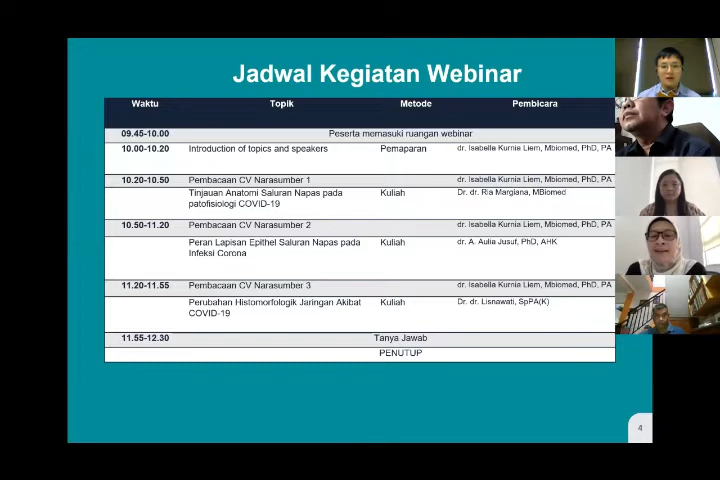 Jadwal Kegiatan Webinar
Waktu Topik Metode Pembicara
09.45-10.00 Peserta memasuki ruangan webinar
10.00-10.20 Introduction of topics and speakers Pemaparan dr. Isabella Kurnia Liem, Mbiomed, PhD, PA
10.20-10.50 Pembacaan CV Narasumber 1 dr. Isabella Kurnia Liem, Mbiomed, PhD, PA
Tinjauan Anatomi Saluran Napas pada Kuliah Dr. dr. Ria Margiana, MBiomed
patofisiologi COVID-19
10.50-11.20 Pembacaan CV Narasumber 2 dr. Isabella Kurnia Liem, Mbiomed, PhD, PA
Peran Lapisan Epithel Saluran Napas pada Kuliah dr. A. Aulia Jusuf, PhD, AHK
Infeksi Corona
11.20-11.55 Pembacaan CV Narasumber 3 dr. Isabella Kurnia Liem, Mbiomed, PhD, PA
Perubahan Histomorfologik Jaringan Akibat Kuliah Dr. dr. Lisnawati, SpPA(K)
COVID-19
11.55-12.30 Tanya Jawab
PENUTUP
4